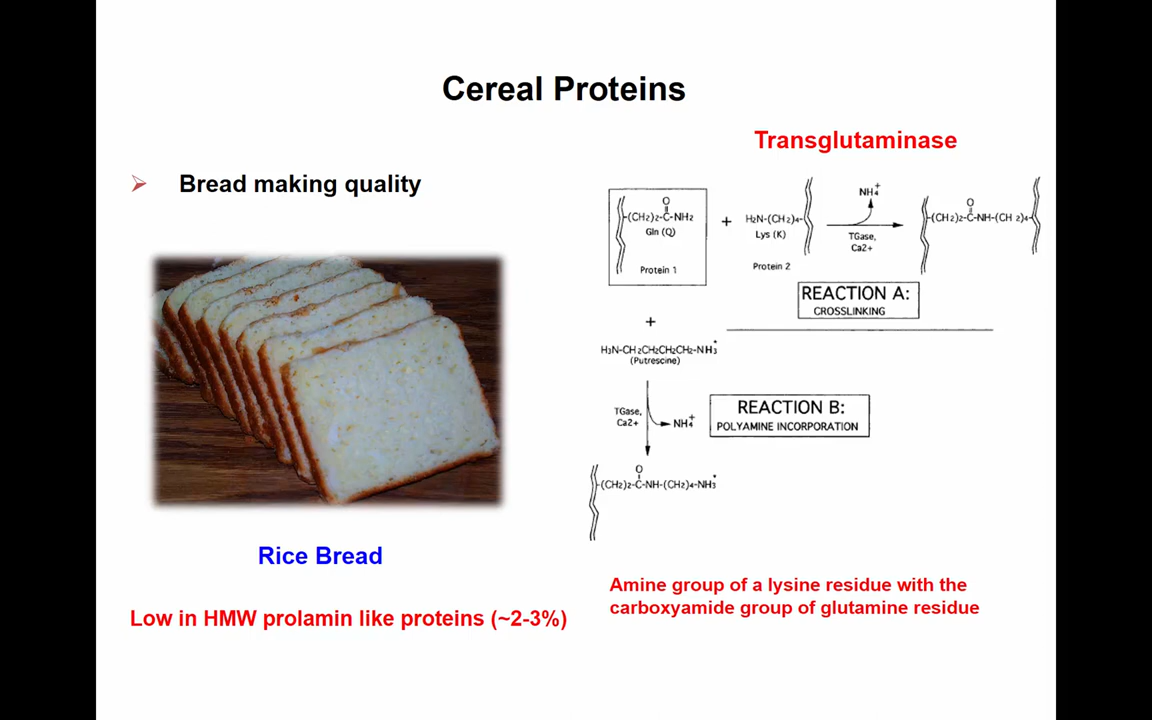 Cereal Proteins
Bread making quality
Rice Bread
Low in HMW prolamin like proteins (~2-3%)
Transglutaminase
O
(CH2)2-C-NH2
Gln (Q)
Protein 1
+
H2N-(CH2)4-
Lys (K)
Protein 2
NH4+
TGase,
Ca2+
O
(CH2)2-C-NH-(CH 2)4-
REACTION A:
CROSSLINKING
+
H3N-CH2CH2CH2CH2-NH3+
(Putrescine)
TGase,
Ca2+
NH4+
REACTION B:
POLYAMINE INCORPORATION
O
(CH2)2-C-NH-(CH2)4-NH3+
Amine group of a lysine residue with the
carboxyamide group of glutamine residue